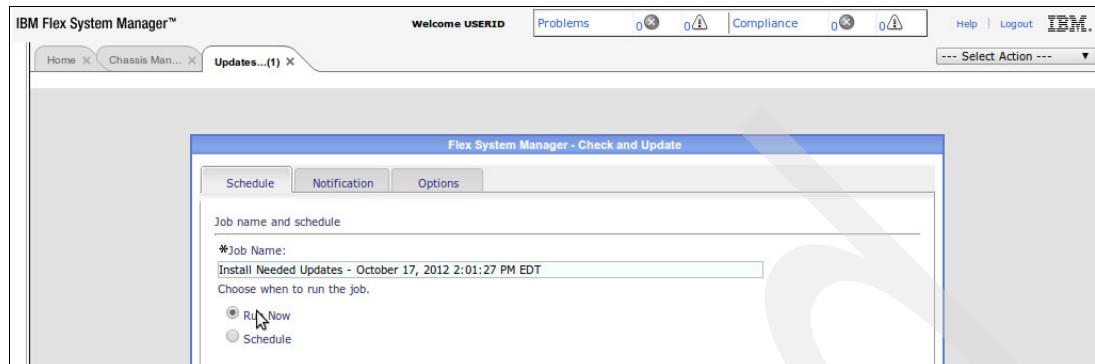 IBM Flex System Manager™ Welcome USERID Problems 0 0 Compliance 0 0 Help | Logout IBM.
Home Chassis Man... Updates...(1) --- Select Action ---
Flex System Manager - Check and Update
Schedule Notification Options
Job name and schedule
*Job Name:
Install Needed Updates - October 17, 2012 2:01:27 PM EDT
Choose when to run the job.
Run Now
Schedule